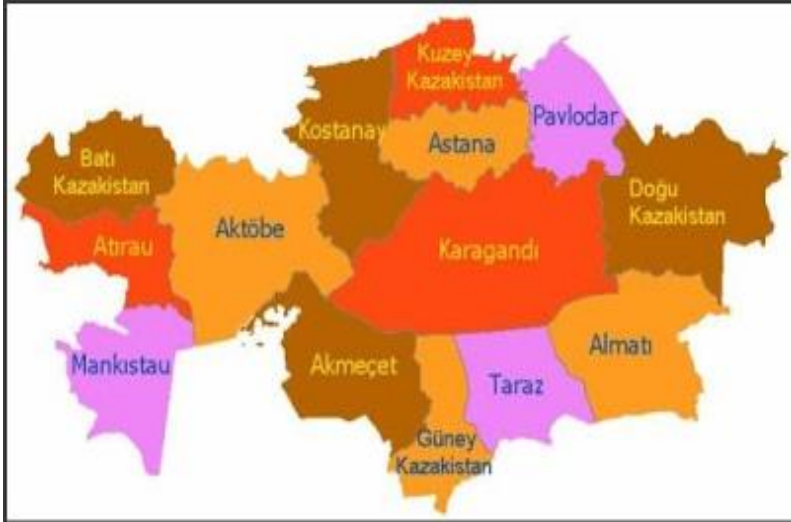 Kuzey
Kazakistan
Pavlodar
Kostanay
Astana
Batı
Kazakistan
Doğu
Kazakistan
Aktöbe
Atırau
Karagandı
Almatı
Mankıstau
Akmeçet
Taraz
Güney
Kazakistan